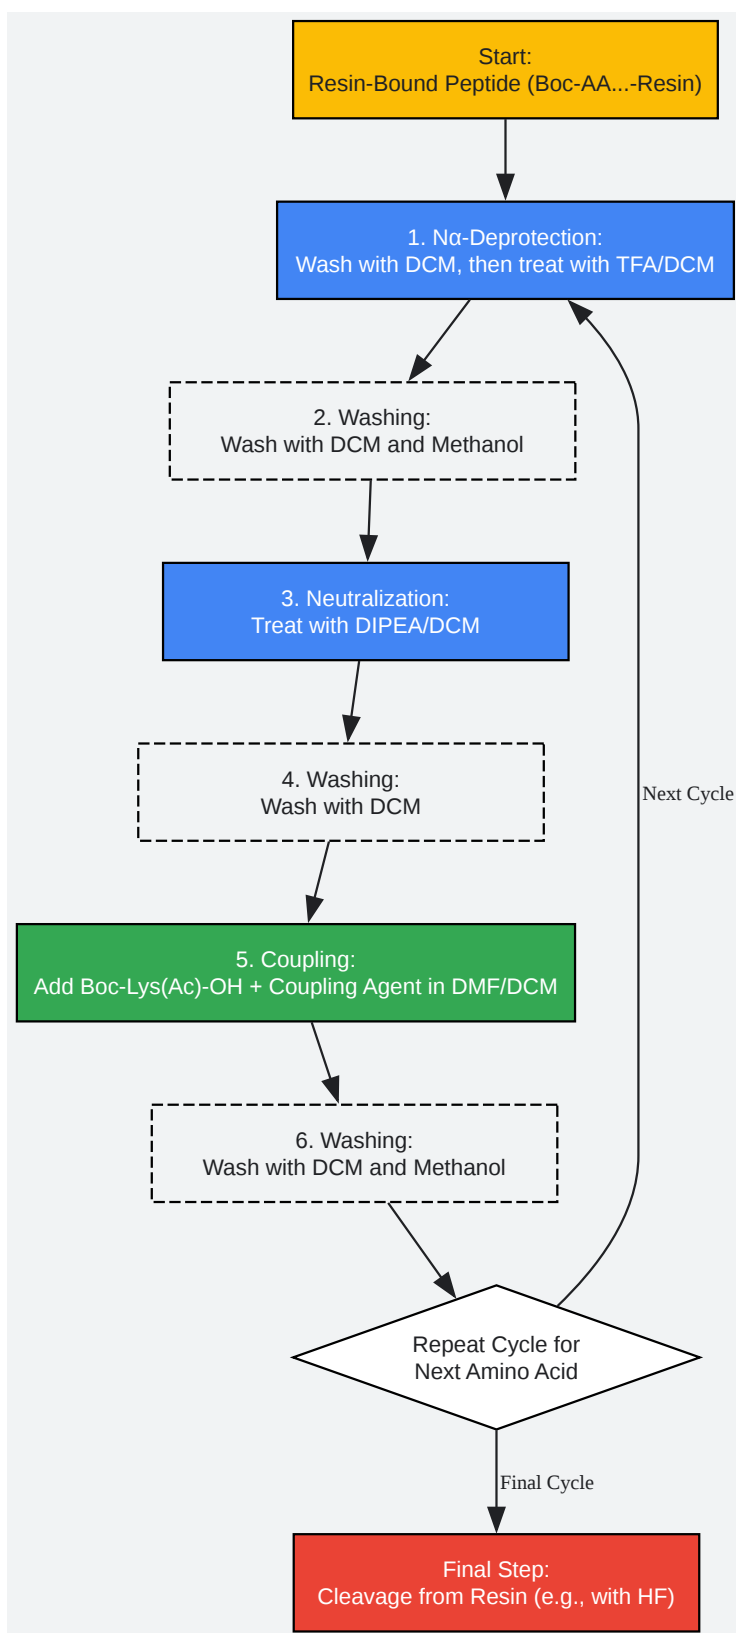 Start:
Resin-Bound Peptide (Boc-AA...-Resin)
1. Nα-Deprotection:
Wash with DCM, then treat with TFA/DCM
2. Washing:
Wash with DCM and Methanol
3. Neutralization:
Treat with DIPEA/DCM
4. Washing:
Wash with DCM
Next Cycle
5. Coupling:
Add Boc-Lys(Ac)-OH + Coupling Agent in DMF/DCM
6. Washing:
Wash with DCM and Methanol
Repeat Cycle for
Next Amino Acid
Final Cycle
Final Step:
Cleavage from Resin (e.g., with HF)